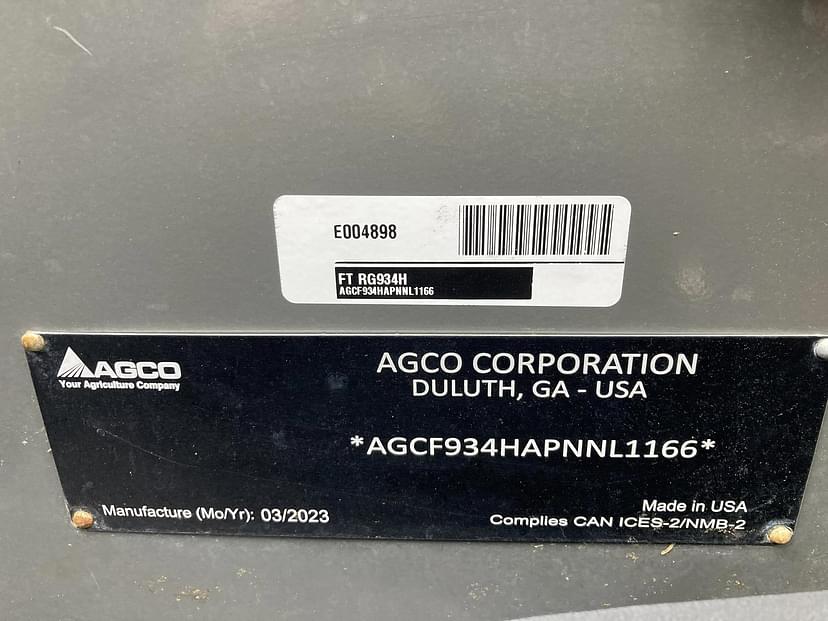 E004898
FT RG934H
AGCF934HAPNNL1166
AGCO
Your Agriculture Company
AGCO CORPORATION
DULUTH, GA - USA
*AGCF934HAPNNL1166*
Manufacture (Mo/Yr): 03/2023
Made in USA
Complies CAN ICES-2/NMB-2